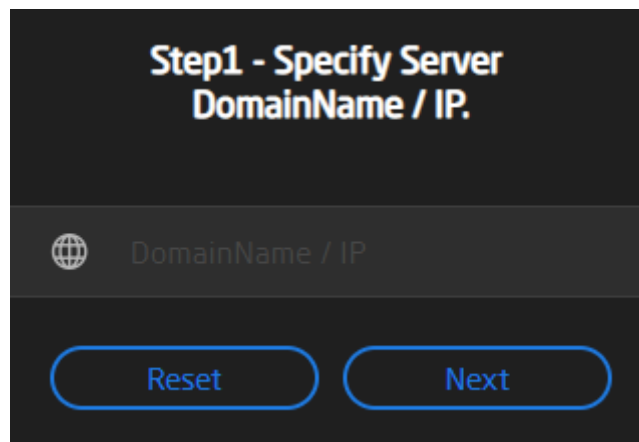 Step1 - Specify Server
DomainName / IP.
DomainName / IP
Reset
Next